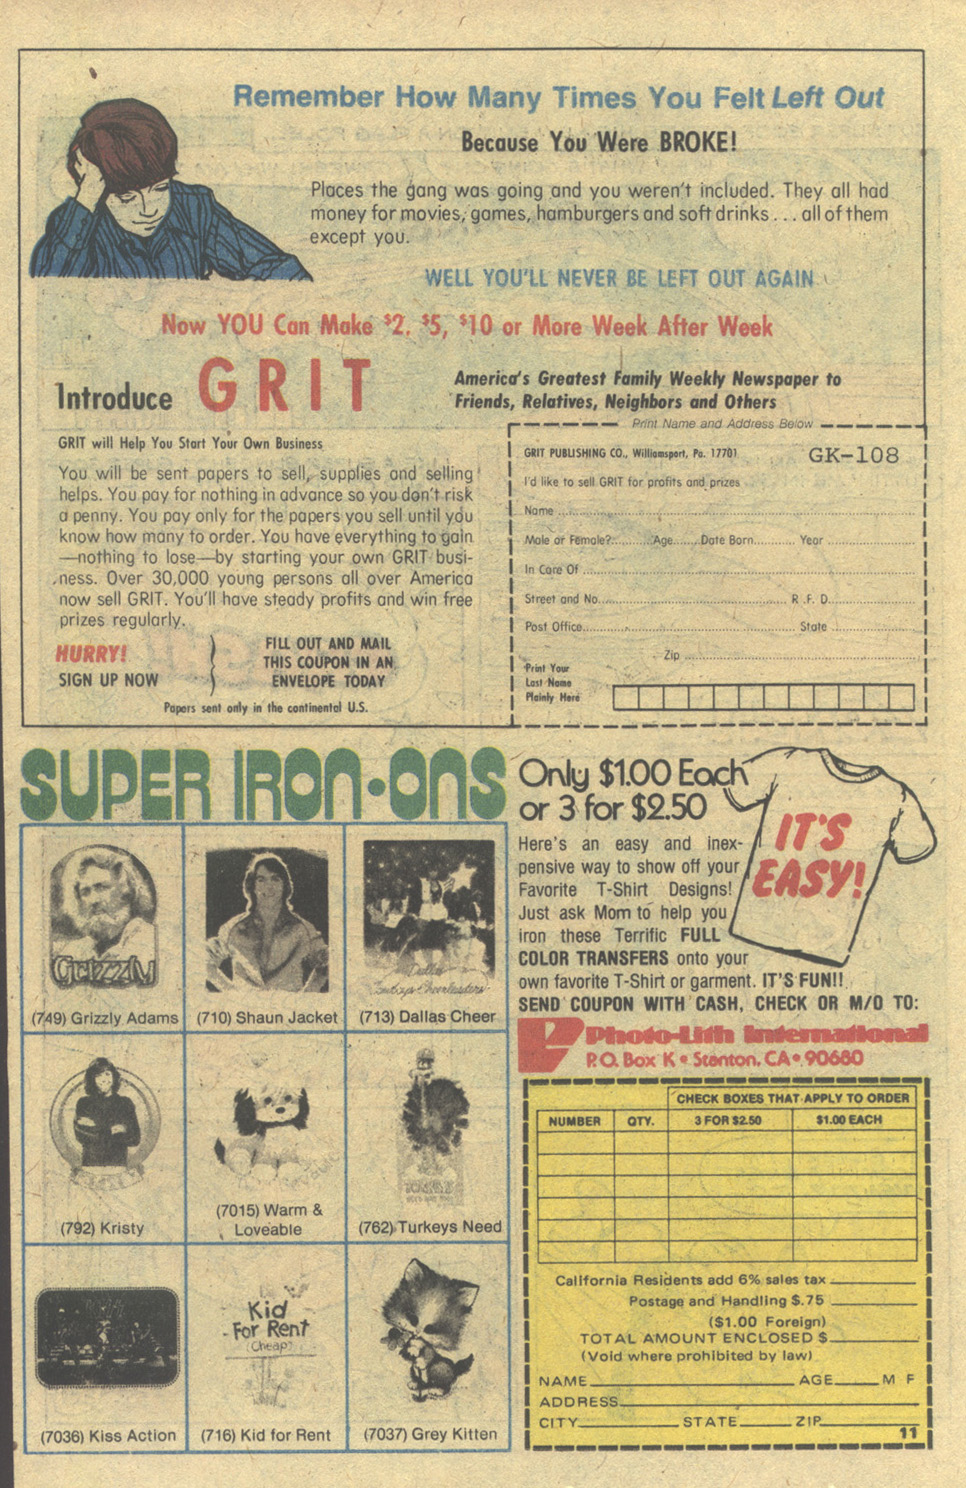 Remember How Many Times You Felt Left Out
Because You Were BROKE!
Places the gang was going and you weren't included. They all had
money for movies, games, hamburgers and soft drinks . . . all of them
except you.
WELL YOU'LL NEVER BE LEFT OUT AGAIN
Now YOU Can Make $2. $5, $10 or More Week After Week
Introduce GRIT
America's Greatest Family Weekly Newspaper to
Friends, Relatives, Neighbors and Others
GRIT will Help You Start Your Own Business
You will be sent papers to sell, supplies and selling
helps. You pay for nothing in advance so you don't risk
a penny. You pay only for the papers you sell until you
know how many to order. You have everything to gain
—nothing to lose—by starting your own GRIT busi-
ness. Over 30,000 young persons all over America
now sell GRIT. You'll have steady profits and win free
prizes regularly.
HURRY!
SIGN UP NOW
FILL OUT AND MAIL
THIS COUPON IN AN
ENVELOPE TODAY
Papers sent only in the continental U.S.
Print Name and Address Below
GRIT PUBLISHING CO., Williamsport, Pa. 17701 GK-108
I'd like to sell GRIT for profits and prizes
Name
Male or Female? Age Date Born Year
In Care Of
Street and No. R. F. D.
Post Office State
Zip
Print Your
Last Name
Plainly Here
SUPER IRON-ONS
Grizzly
(749) Grizzly Adams
(710) Shaun Jacket
Dallas
Cowboys Cheerleaders
(713) Dallas Cheer
(792) Kristy
(7015) Warm &
Loveable
(762) Turkeys Need
(7036) Kiss Action
Kid
For Rent
(Cheap)
(716) Kid for Rent
(7037) Grey Kitten
Only $1.00 Each
or 3 for $2.50
IT'S
EASY!
Here's an easy and inex-
pensive way to show off your
Favorite T-Shirt Designs!
Just ask Mom to help you
iron these Terrific FULL
COLOR TRANSFERS onto your
own favorite T-Shirt or garment. IT'S FUN!!
SEND COUPON WITH CASH, CHECK OR M/O TO:
Photo-Lith International
P.O. Box K • Stanton, CA • 90680
CHECK BOXES THAT APPLY TO ORDER
NUMBER QTY. 3 FOR $2.50 $1.00 EACH
California Residents add 6% sales tax
Postage and Handling $.75
($1.00 Foreign)
TOTAL AMOUNT ENCLOSED $
(Void where prohibited by law)
NAME AGE M F
ADDRESS
CITY STATE ZIP
11